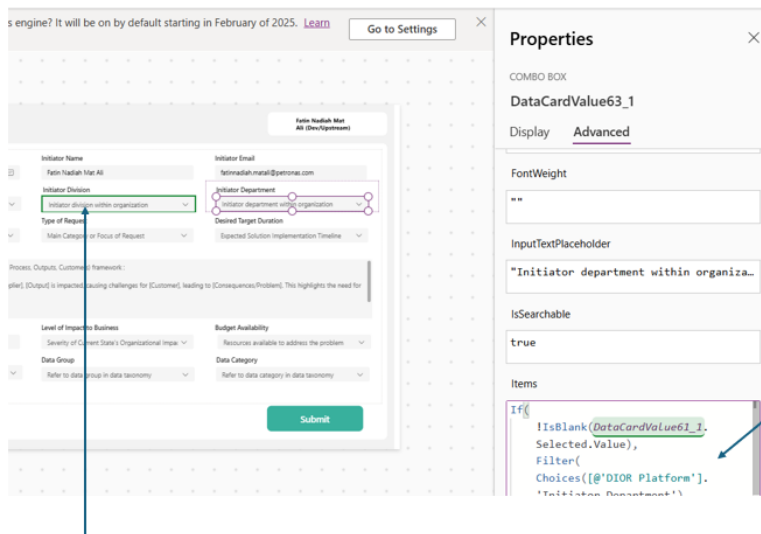 s engine? It will be on by default starting in February of 2025. Learn
Go to Settings
Properties
COMBO BOX
DataCardValue63_1
Display Advanced
FontWeight
""
InputTextPlaceholder
"Initiator department within organiza...
IsSearchable
true
Items
If(
!IsBlank(DataCardValue61_1.
Selected.Value),
Filter(
Choices([@'DIOR Platform'].
'Initiator Department')
Fatin Nadiah Mat
Ali (Dev/Upstream)
Initiator Name Initiator Email
Fatin Nadiah Mat Ali fatinnadiah.matali@petronas.com
Initiator Division Initiator Department
Initiator division within organization Initiator department within organization
Type of Request Desired Target Duration
Main Category or Focus of Request Expected Solution Implementation Timeline
Process, Outputs, Customers) framework :
plier], [Output] is impacted, causing challenges for [Customer], leading to [Consequences/Problem]. This highlights the need for
Level of Impact to Business Budget Availability
Severity of Current State's Organizational Impac Resources available to address the problem
Data Group Data Category
Refer to data group in data taxonomy Refer to data category in data taxonomy
Submit